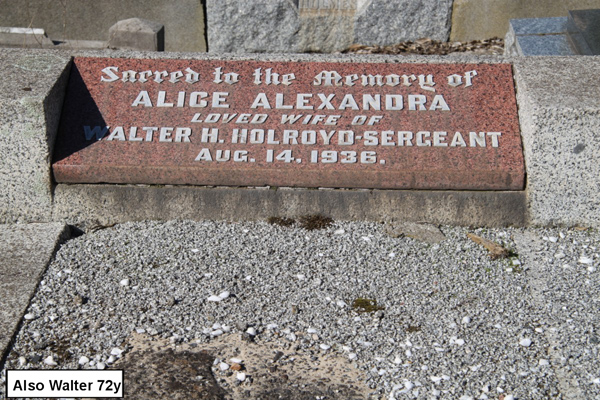 Sacred to the Memory of
ALICE ALEXANDRA
LOVED WIFE OF
WALTER H. HOLROYD-SERGEANT
AUG. 14. 1936.
Also Walter 72y